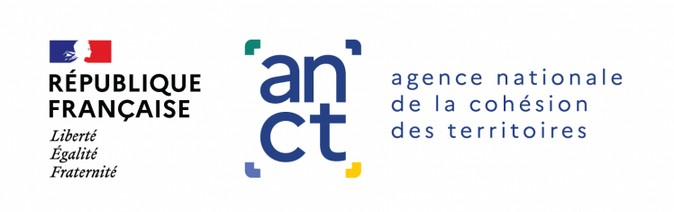 RÉPUBLIQUE
FRANÇAISE
Liberté
Égalité
Fraternité
an
ct
agence nationale
de la cohésion
des territoires